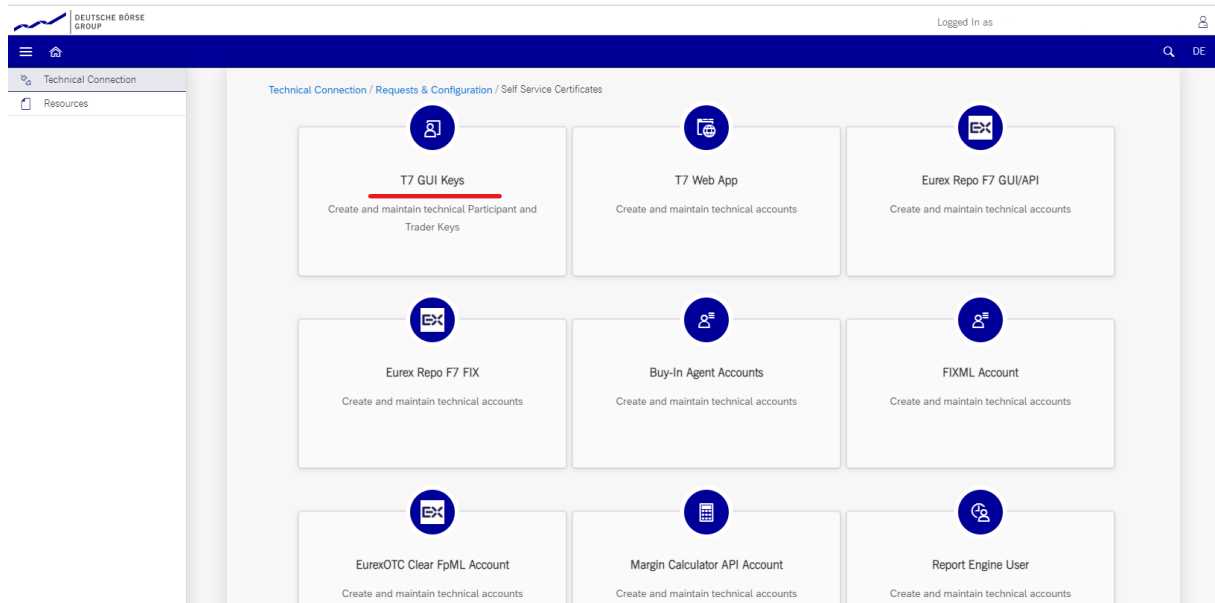 DEUTSCHE BÖRSE
GROUP
Logged In as
DE
Technical Connection
Resources
Technical Connection / Requests & Configuration / Self Service Certificates
T7 GUI Keys
Create and maintain technical Participant and
Trader Keys
T7 Web App
Create and maintain technical accounts
EX
Eurex Repo F7 GUI/API
Create and maintain technical accounts
EX
Eurex Repo F7 FIX
Create and maintain technical accounts
Buy-In Agent Accounts
Create and maintain technical accounts
FIXML Account
Create and maintain technical accounts
EX
EurexOTC Clear FpML Account
Create and maintain technical accounts
Margin Calculator API Account
Create and maintain technical accounts
Report Engine User
Create and maintain technical accounts